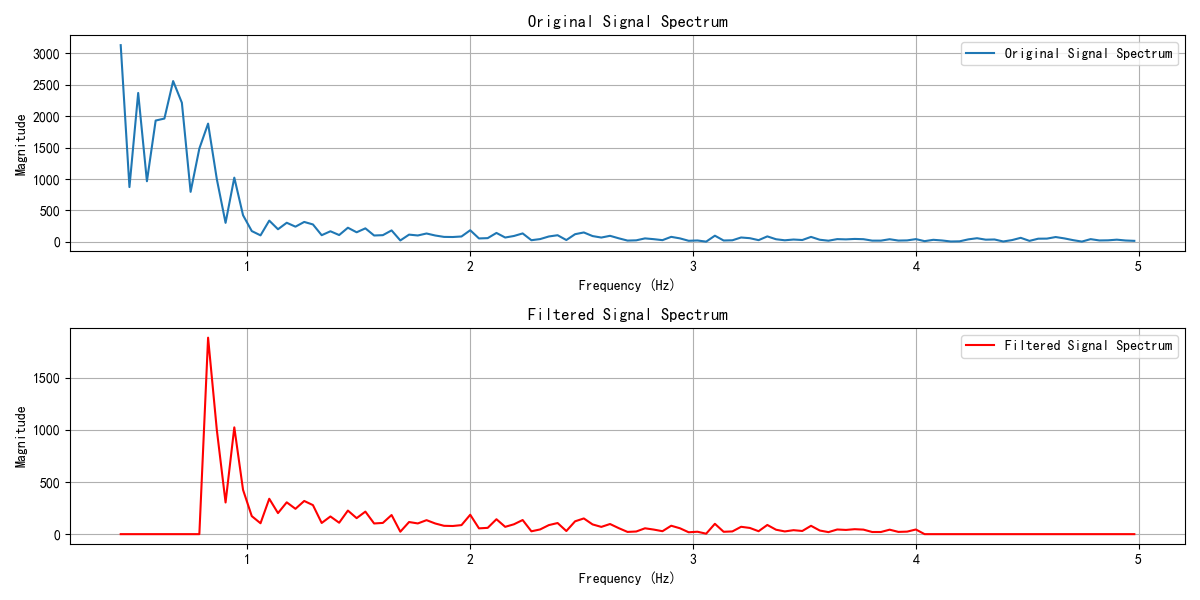 Original Signal Spectrum
Original Signal Spectrum
Magnitude
3000
2500
2000
1500
1000
500
0
1 2 3 4 5
Frequency (Hz)
Filtered Signal Spectrum
Filtered Signal Spectrum
Magnitude
1500
1000
500
0
1 2 3 4 5
Frequency (Hz)